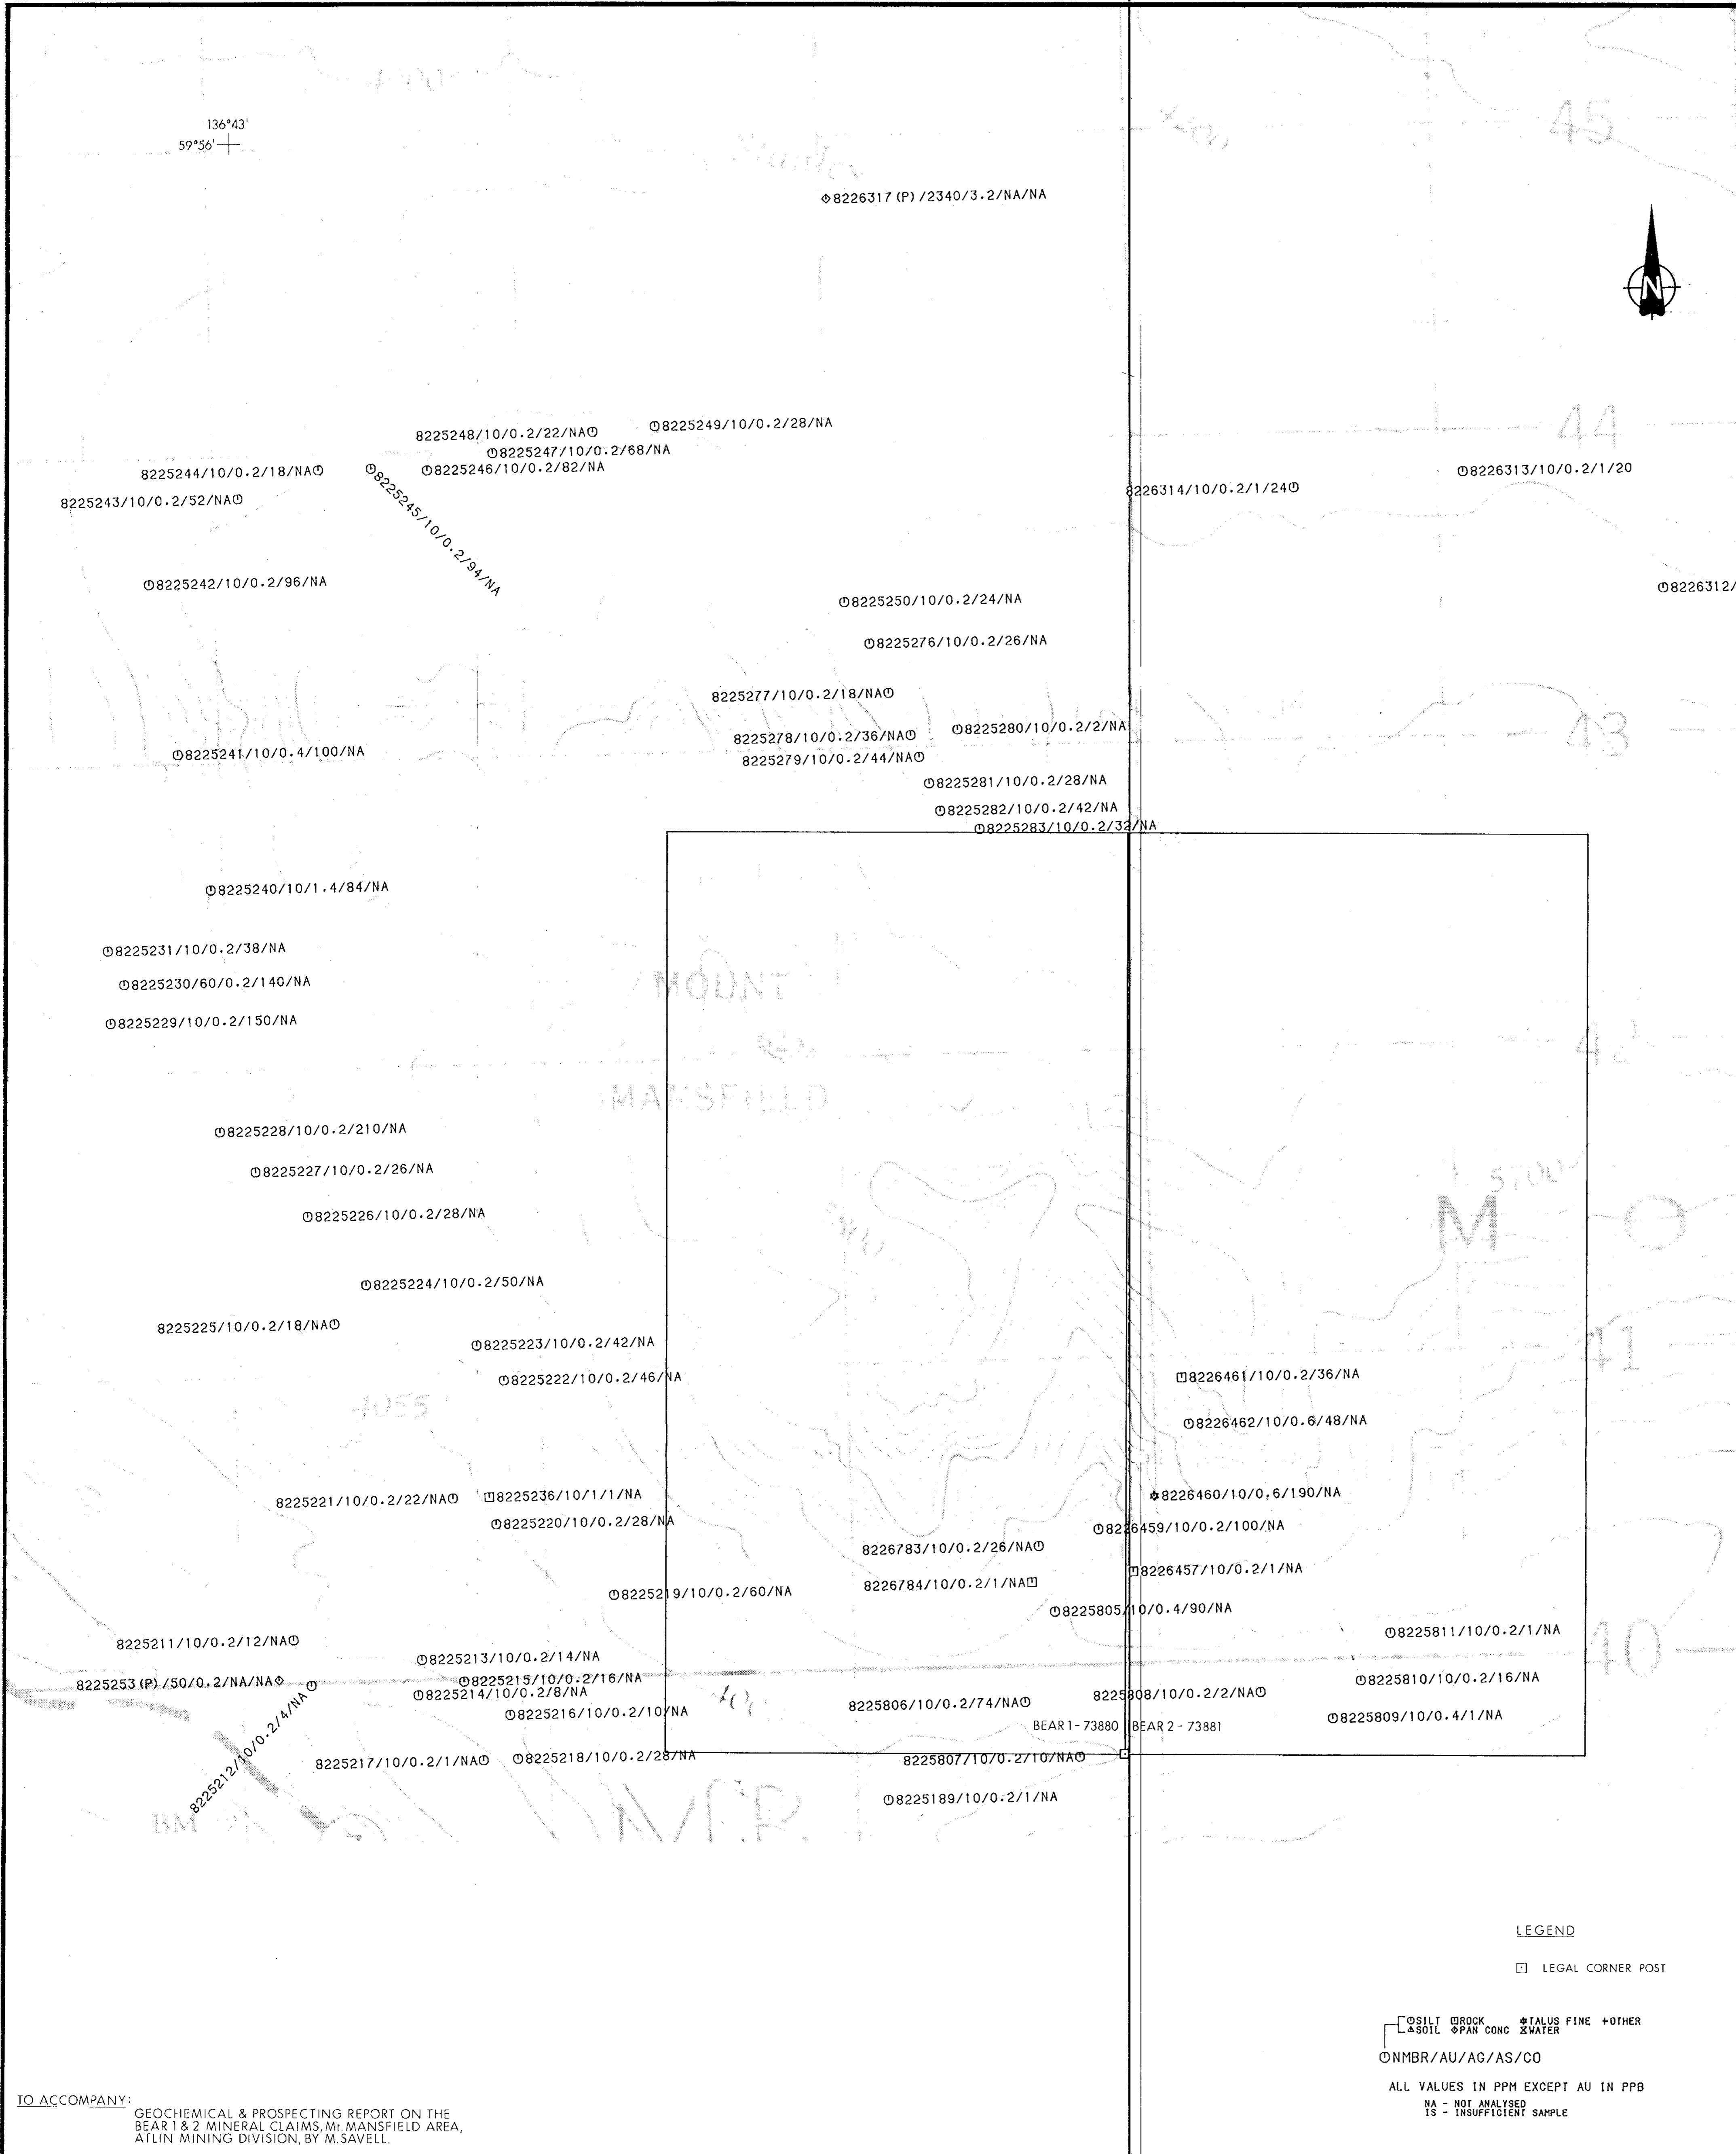 136°43'
59°56'
45
8226317(P)/2340/3.2/NA/NA
N
44
8225248/10/0.2/22/NA
8225249/10/0.2/28/NA
8225247/10/0.2/68/NA
8225244/10/0.2/18/NA
8225246/10/0.2/82/NA
8226313/10/0.2/1/20
8225243/10/0.2/52/NA
8225245/10/0.2/94/NA
8226314/10/0.2/1/24
8225242/10/0.2/96/NA
8226312/
8225250/10/0.2/24/NA
8225276/10/0.2/26/NA
8225277/10/0.2/18/NA
8225280/10/0.2/2/NA
8225278/10/0.2/36/NA
43
8225241/10/0.4/100/NA
8225279/10/0.2/44/NA
8225281/10/0.2/28/NA
8225282/10/0.2/42/NA
8225283/10/0.2/32/NA
8225240/10/1.4/84/NA
8225231/10/0.2/38/NA
MOUNT
8225230/60/0.2/140/NA
8225229/10/0.2/150/NA
MANSFIELD
8225228/10/0.2/210/NA
8225227/10/0.2/26/NA
8225226/10/0.2/28/NA
M O
8225224/10/0.2/50/NA
8225225/10/0.2/18/NA
8225223/10/0.2/42/NA
41
8225222/10/0.2/46/NA
8226461/10/0.2/36/NA
4055
8226462/10/0.6/48/NA
8225221/10/0.2/22/NA
8225236/10/1/1/NA
8226460/10/0.6/190/NA
8225220/10/0.2/28/NA
8226459/10/0.2/100/NA
8226783/10/0.2/26/NA
8226457/10/0.2/1/NA
8226784/10/0.2/1/NA
8225219/10/0.2/60/NA
8225805/10/0.4/90/NA
8225811/10/0.2/1/NA
8225211/10/0.2/12/NA
40
8225213/10/0.2/14/NA
8225253(P)/50/0.2/NA/NA
8225215/10/0.2/16/NA
8225810/10/0.2/16/NA
8225214/10/0.2/8/NA
8225808/10/0.2/2/NA
8225806/10/0.2/74/NA
8225216/10/0.2/10/NA
8225809/10/0.4/1/NA
BEAR 1 - 73880
BEAR 2 - 73881
8225212/10/0.2/4/NA
8225217/10/0.2/1/NA
8225218/10/0.2/28/NA
8225807/10/0.2/10/NA
8225189/10/0.2/1/NA
BM
LEGEND
LEGAL CORNER POST
SILT ROCK TALUS FINE +OTHER
SOIL PAN CONC WATER
NMBR/AU/AG/AS/CO
ALL VALUES IN PPM EXCEPT AU IN PPB
NA - NOT ANALYSED
IS - INSUFFICIENT SAMPLE
TO ACCOMPANY:
GEOCHEMICAL & PROSPECTING REPORT ON THE
BEAR 1 & 2 MINERAL CLAIMS, Mt. MANSFIELD AREA,
ATLIN MINING DIVISION, BY M. SAVELL.